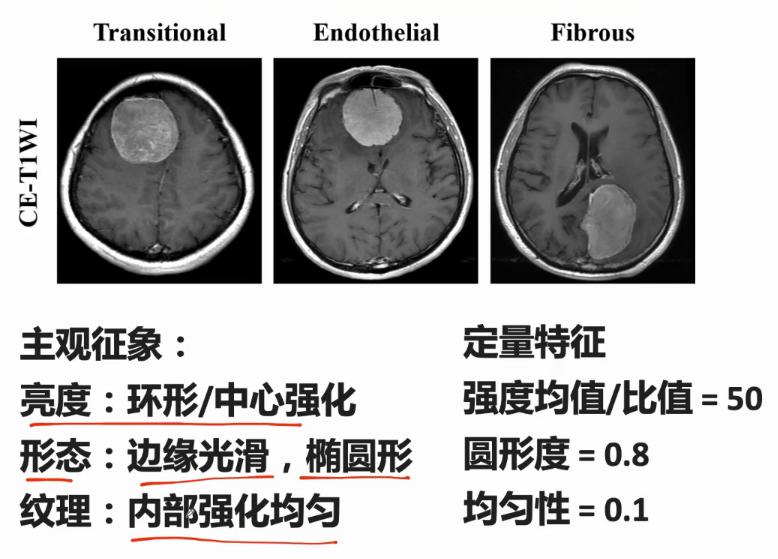 Transitional Endothelial Fibrous
CE-T1WI
主观征象：
亮度：环形/中心强化
形态：边缘光滑，椭圆形
纹理：内部强化均匀
定量特征
强度均值/比值 = 50
圆形度 = 0.8
均匀性 = 0.1